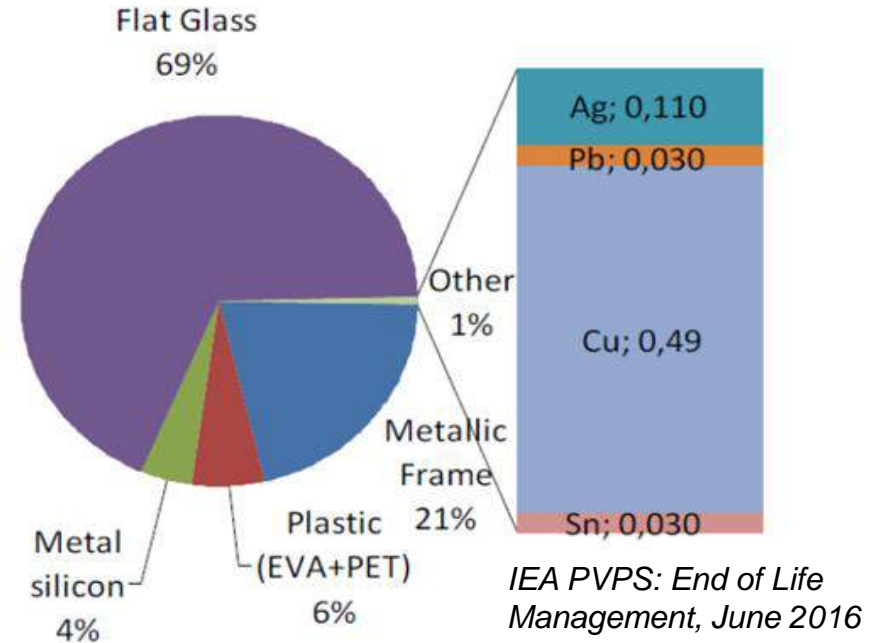 Flat Glass
69%
Ag; 0,110
Pb; 0,030
Other
1%
Cu; 0,49
Metallic
Frame
21%
Sn; 0,030
Plastic
(EVA+PET)
6%
Metal
silicon
4%
IEA PVPS: End of Life
Management, June 2016